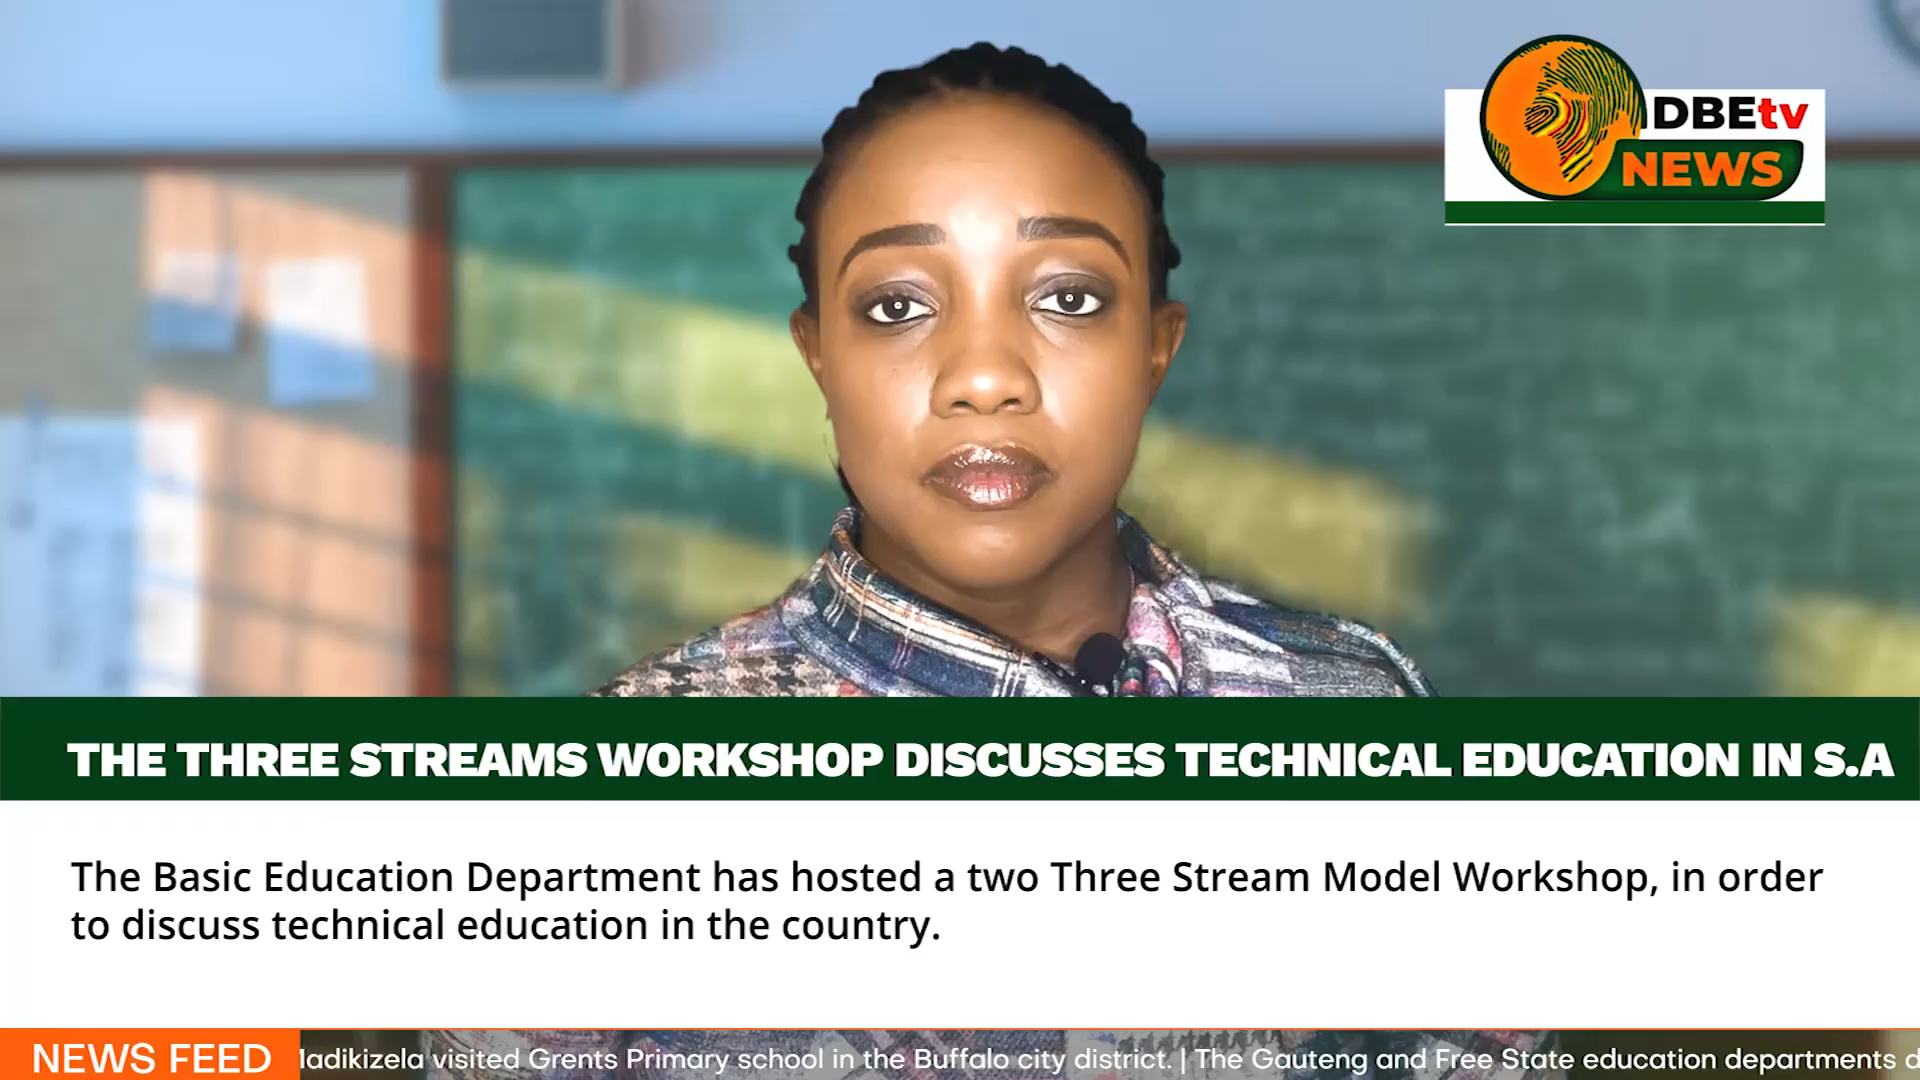 DBEtv
NEWS
THE THREE STREAMS WORKSHOP DISCUSSES TECHNICAL EDUCATION IN S.A
The Basic Education Department has hosted a two Three Stream Model Workshop, in order
to discuss technical education in the country.
NEWS FEED
visited Grents Primary school in the Buffalo city district. | The Gauteng and Free State education departments